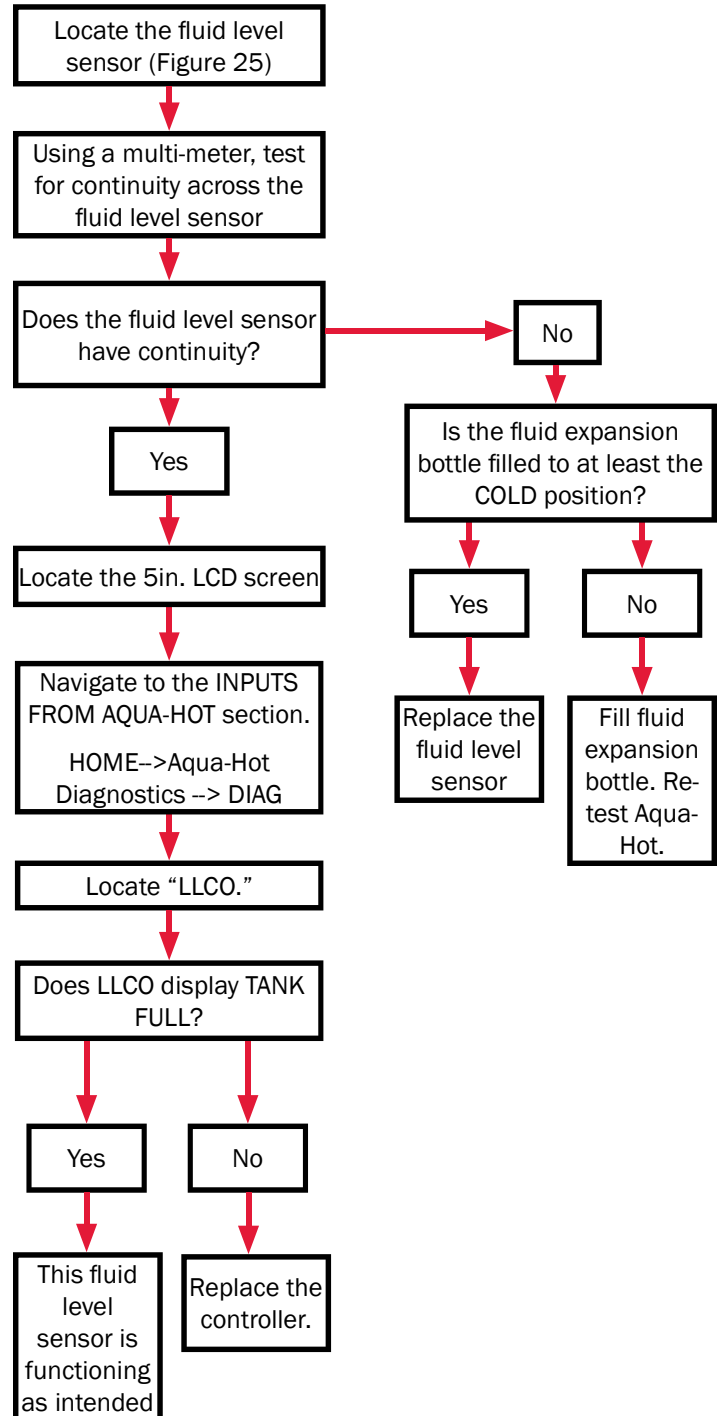 Locate the fluid level
sensor (Figure 25)
Using a multi-meter, test
for continuity across the
fluid level sensor
Does the fluid level sensor
have continuity?
No
Yes
Is the fluid expansion
bottle filled to at least the
COLD position?
Locate the 5in. LCD screen
Yes
No
Navigate to the INPUTS
FROM AQUA-HOT section.
HOME-->Aqua-Hot
Diagnostics --> DIAG
Replace the
fluid level
sensor
Fill fluid
expansion
bottle. Re-
test Aqua-
Hot.
Locate “LLCO.”
Does LLCO display TANK
FULL?
Yes
No
This fluid
level
sensor is
functioning
as intended
Replace the
controller.